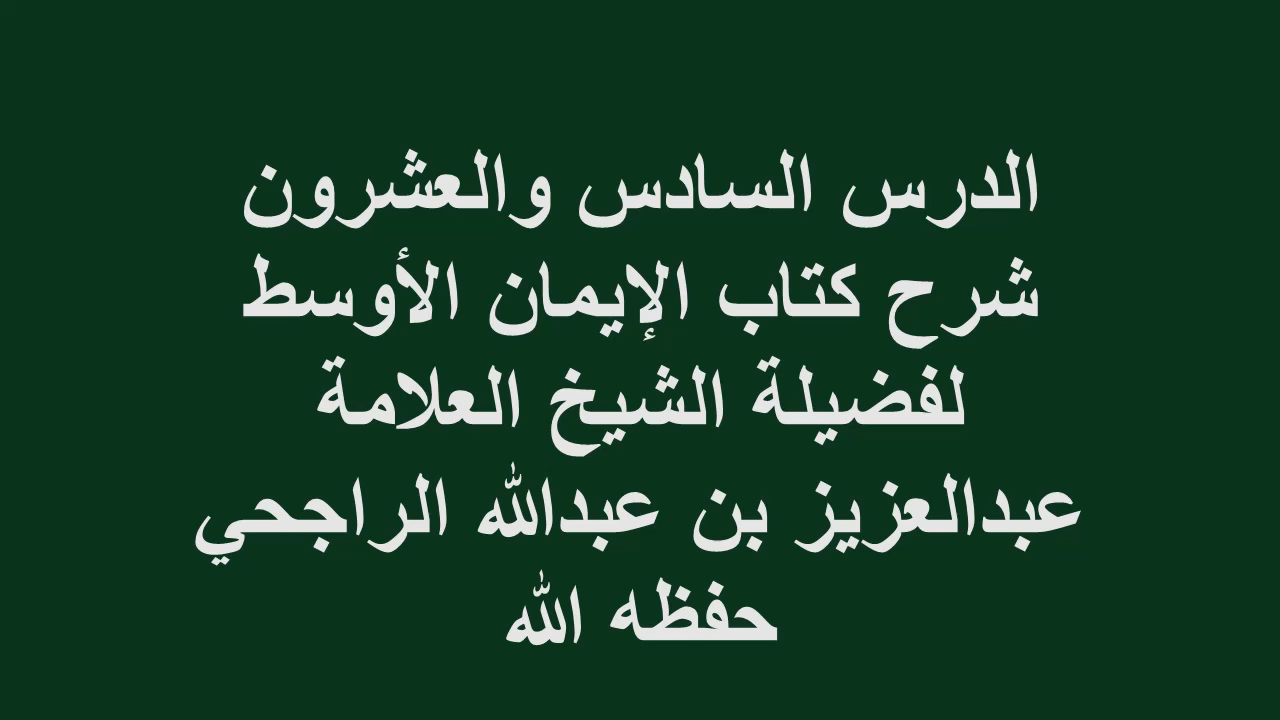 الدرس السادس والعشرون
شرح كتاب الإيمان الأوسط
لفضيلة الشيخ العلامة
عبدالعزيز بن عبدالله الراجحي
حفظه الله